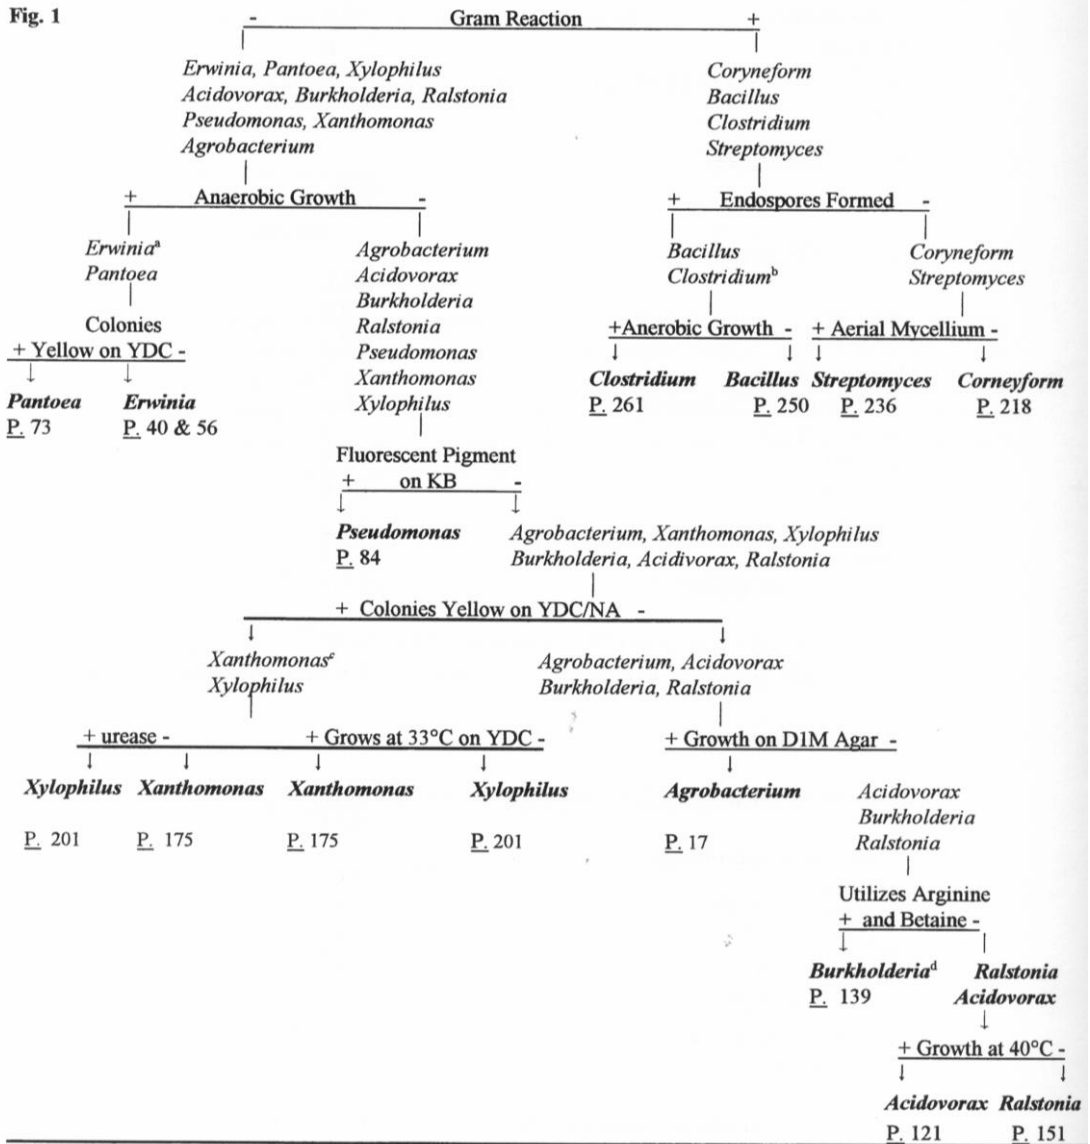 Fig. 1
- Gram Reaction +
Erwinia, Pantoea, Xylophilus
Acidovorax, Burkholderia, Ralstonia
Pseudomonas, Xanthomonas
Agrobacterium
Coryneform
Bacillus
Clostridium
Streptomyces
+ Anaerobic Growth -
+ Endospores Formed -
Erwiniaᵃ
Pantoea
Agrobacterium
Acidovorax
Burkholderia
Ralstonia
Pseudomonas
Xanthomonas
Xylophilus
Bacillus
Clostridiumᵇ
Coryneform
Streptomyces
Colonies
+ Yellow on YDC -
+Anerobic Growth -
+ Aerial Mycellium -
Pantoea
P. 73
Erwinia
P. 40 & 56
Clostridium
P. 261
Bacillus
P. 250
Streptomyces
P. 236
Corneyform
P. 218
Fluorescent Pigment
+ on KB -
Pseudomonas
P. 84
Agrobacterium, Xanthomonas, Xylophilus
Burkholderia, Acidivorax, Ralstonia
+ Colonies Yellow on YDC/NA -
Xanthomonasᶜ
Xylophilus
Agrobacterium, Acidovorax
Burkholderia, Ralstonia
+ urease -
+ Grows at 33°C on YDC -
+ Growth on D1M Agar -
Xylophilus
P. 201
Xanthomonas
P. 175
Xanthomonas
P. 175
Xylophilus
P. 201
Agrobacterium
P. 17
Acidovorax
Burkholderia
Ralstonia
Utilizes Arginine
+ and Betaine -
Burkholderiaᵈ
P. 139
Ralstonia
Acidovorax
+ Growth at 40°C -
Acidovorax
P. 121
Ralstonia
P. 151